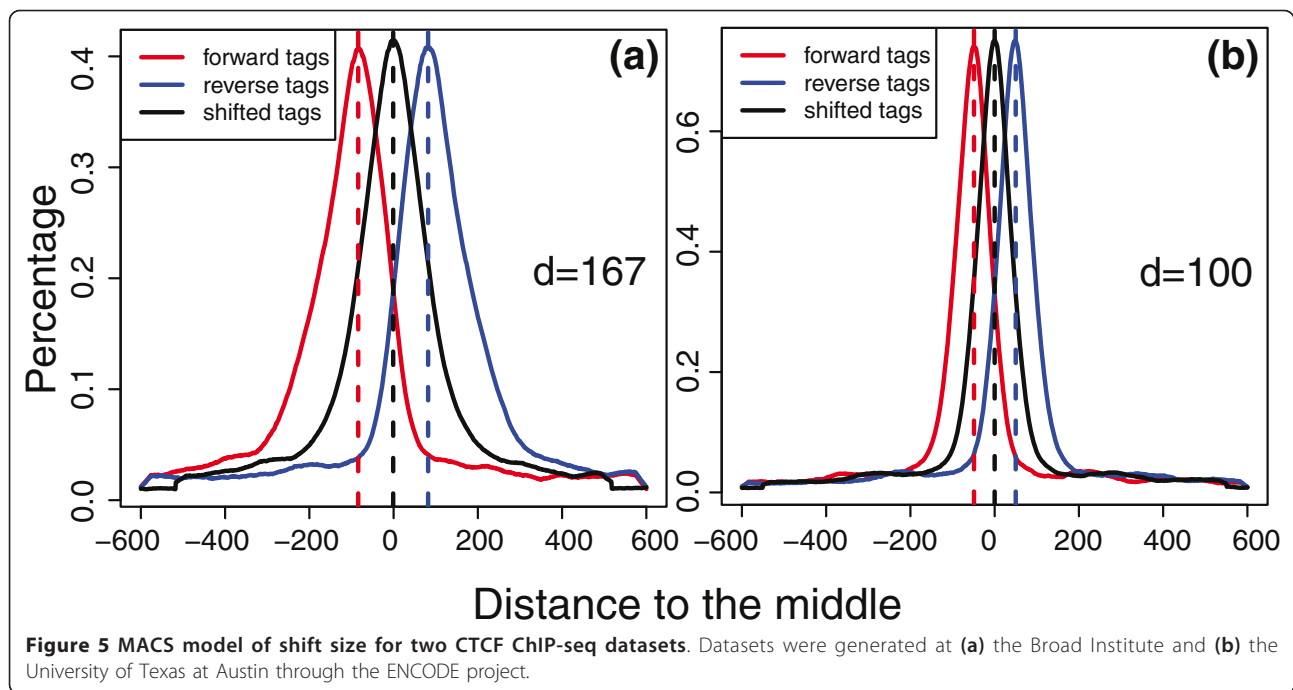 forward tags
reverse tags
shifted tags
(a)
d=167
Percentage
0.0 0.1 0.2 0.3 0.4
−600 −400 −200 0 200 400 600
forward tags
reverse tags
shifted tags
(b)
d=100
0.0 0.2 0.4 0.6
−600 −400 −200 0 200 400 600
Distance to the middle
Figure 5 MACS model of shift size for two CTCF ChIP-seq datasets. Datasets were generated at (a) the Broad Institute and (b) the
University of Texas at Austin through the ENCODE project.